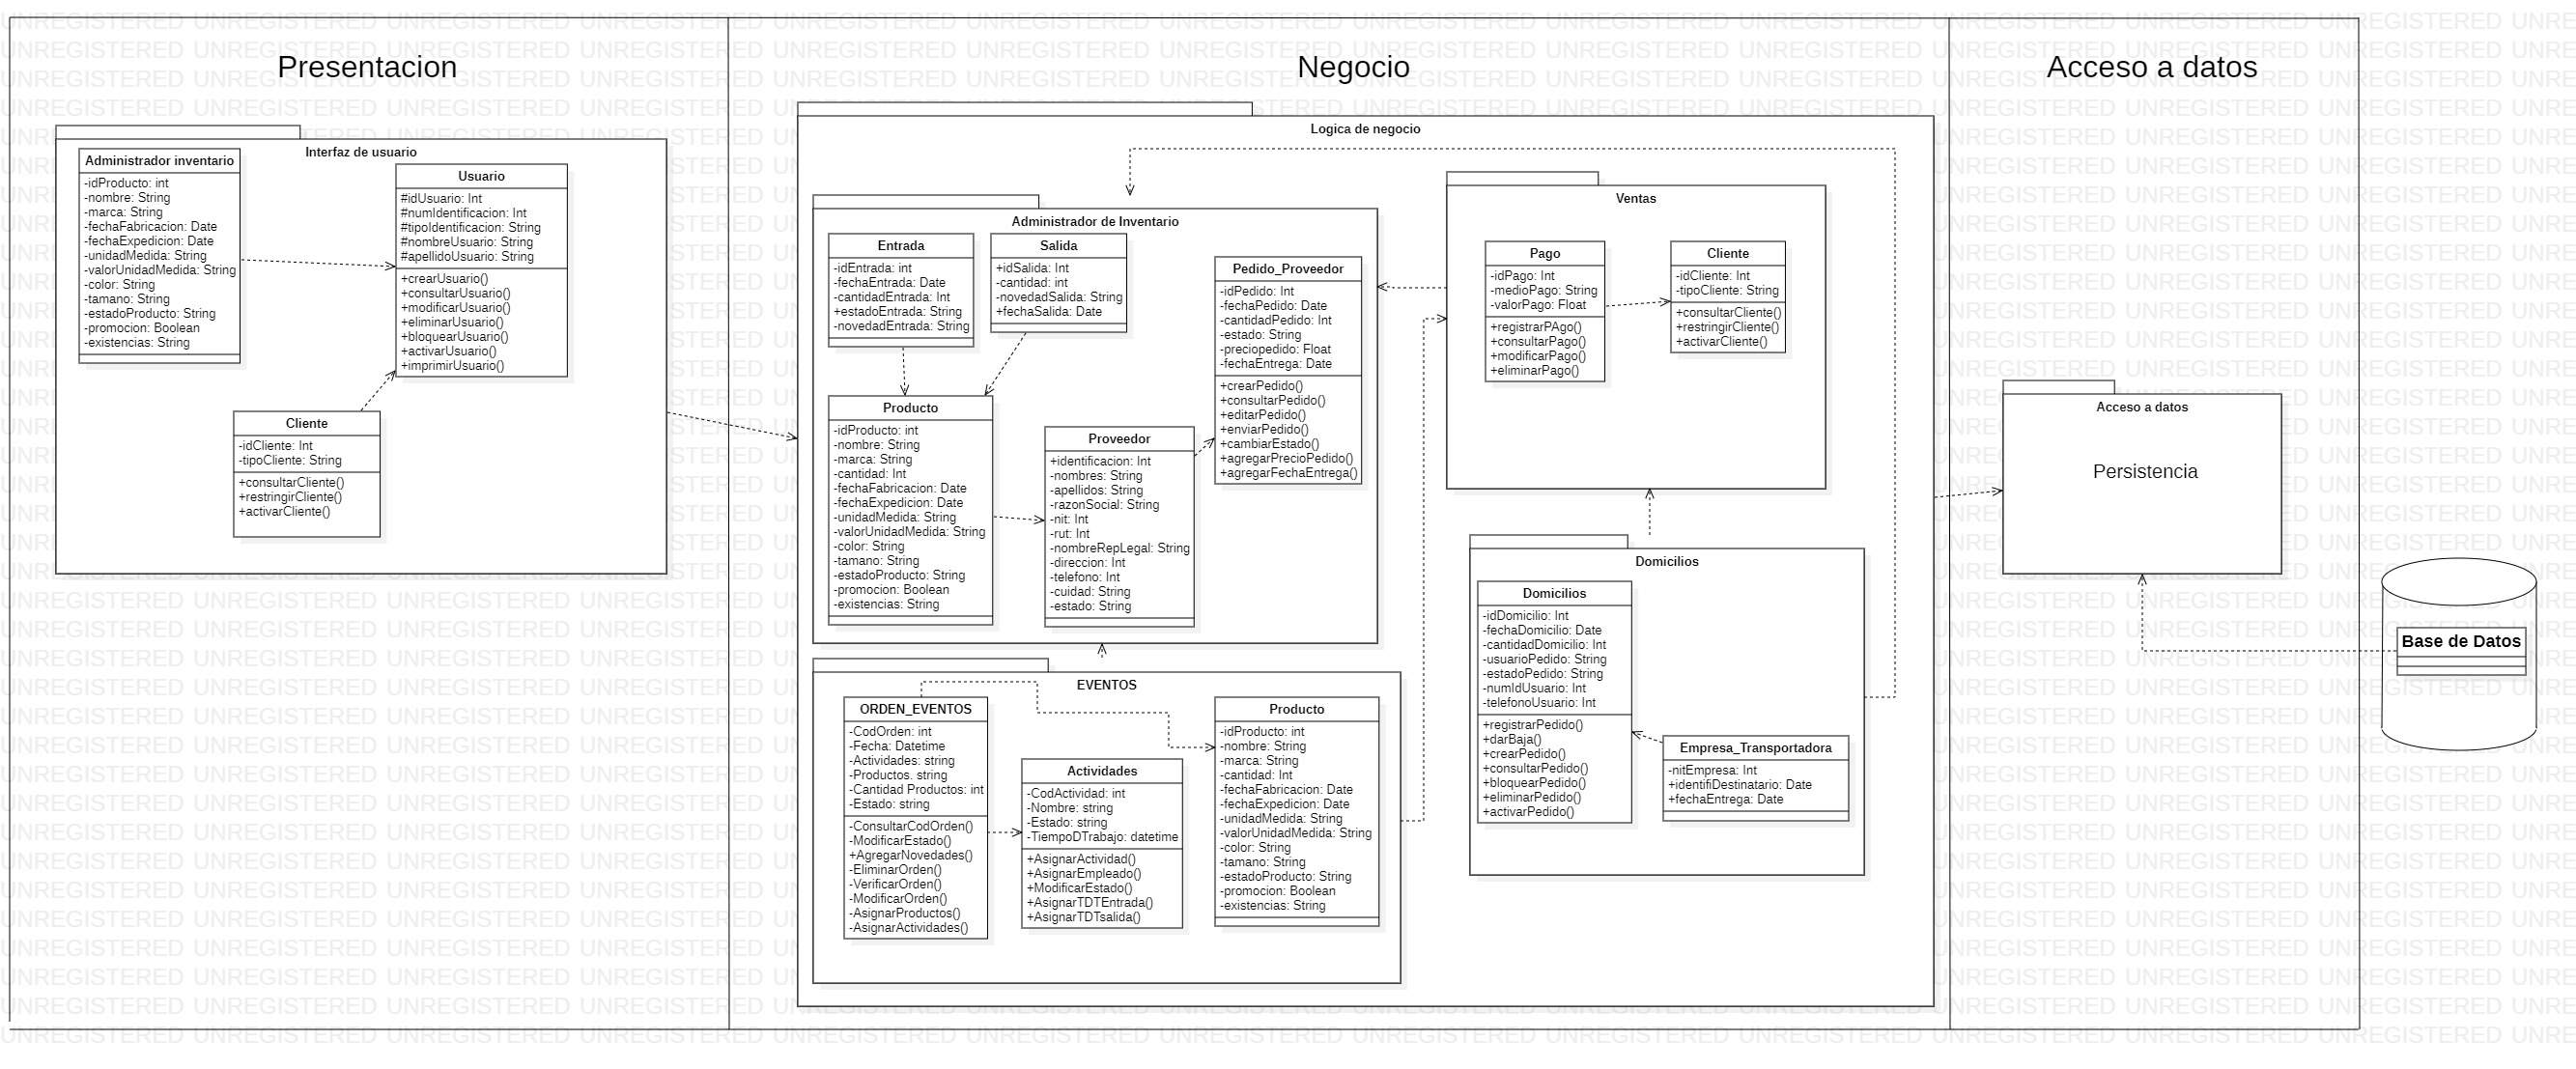 Presentacion
Negocio
Acceso a datos
Interfaz de usuario
Administrador inventario
-idProducto: int
-nombre: String
-marca: String
-fechaFabricacion: Date
-fechaExpedicion: Date
-unidadMedida: String
-valorUnidadMedida: String
-color: String
-tamano: String
-estadoProducto: String
-promocion: Boolean
-existencias: String
Usuario
#idUsuario: Int
#numIdentificacion: Int
#tipoIdentificacion: String
#nombreUsuario: String
#apellidoUsuario: String
+crearUsuario()
+consultarUsuario()
+modificarUsuario()
+eliminarUsuario()
+bloquearUsuario()
+activarUsuario()
+imprimirUsuario()
Cliente
-idCliente: Int
-tipoCliente: String
+consultarCliente()
+restringirCliente()
+activarCliente()
Logica de negocio
Administrador de Inventario
Entrada
-idEntrada: int
-fechaEntrada: Date
-cantidadEntrada: Int
+estadoEntrada: String
-novedadEntrada: String
Salida
+idSalida: Int
-cantidad: int
-novedadSalida: String
+fechaSalida: Date
Pedido_Proveedor
-idPedido: Int
-fechaPedido: Date
-cantidadPedido: Int
-estado: String
-preciopedido: Float
-fechaEntrega: Date
+crearPedido()
+consultarPedido()
+editarPedido()
+enviarPedido()
+cambiarEstado()
+agregarPrecioPedido()
+agregarFechaEntrega()
Producto
-idProducto: int
-nombre: String
-marca: String
-cantidad: Int
-fechaFabricacion: Date
-fechaExpedicion: Date
-unidadMedida: String
-valorUnidadMedida: String
-color: String
-tamano: String
-estadoProducto: String
-promocion: Boolean
-existencias: String
Proveedor
+identificacion: Int
-nombres: String
-apellidos: String
-razonSocial: String
-nit: Int
-rut: Int
-nombreRepLegal: String
-direccion: Int
-telefono: Int
-cuidad: String
-estado: String
EVENTOS
ORDEN_EVENTOS
-CodOrden: int
-Fecha: Datetime
-Actividades: string
-Productos. string
-Cantidad Productos: int
-Estado: string
-ConsultarCodOrden()
-ModificarEstado()
+AgregarNovedades()
-EliminarOrden()
-VerificarOrden()
-ModificarOrden()
-AsignarProductos()
-AsignarActividades()
Actividades
-CodActividad: int
-Nombre: string
-Estado: string
-TiempoDTrabajo: datetime
+AsignarActividad()
+AsignarEmpleado()
+ModificarEstado()
+AsignarTDTEntrada()
+AsignarTDTsalida()
Producto
-idProducto: int
-nombre: String
-marca: String
-cantidad: Int
-fechaFabricacion: Date
-fechaExpedicion: Date
-unidadMedida: String
-valorUnidadMedida: String
-color: String
-tamano: String
-estadoProducto: String
-promocion: Boolean
-existencias: String
Ventas
Pago
-idPago: Int
-medioPago: String
-valorPago: Float
+registrarPAgo()
+consultarPago()
+modificarPago()
+eliminarPago()
Cliente
-idCliente: Int
-tipoCliente: String
+consultarCliente()
+restringirCliente()
+activarCliente()
Domicilios
Domicilios
-idDomicilio: Int
-fechaDomicilio: Date
-cantidadDomicilio: Int
-usuarioPedido: String
-estadoPedido: String
-numIdUsuario: Int
-telefonoUsuario: Int
+registrarPedido()
+darBaja()
+crearPedido()
+consultarPedido()
+bloquearPedido()
+eliminarPedido()
+activarPedido()
Empresa_Transportadora
-nitEmpresa: Int
+identifiDestinatario: Date
+fechaEntrega: Date
Acceso a datos
Persistencia
Base de Datos